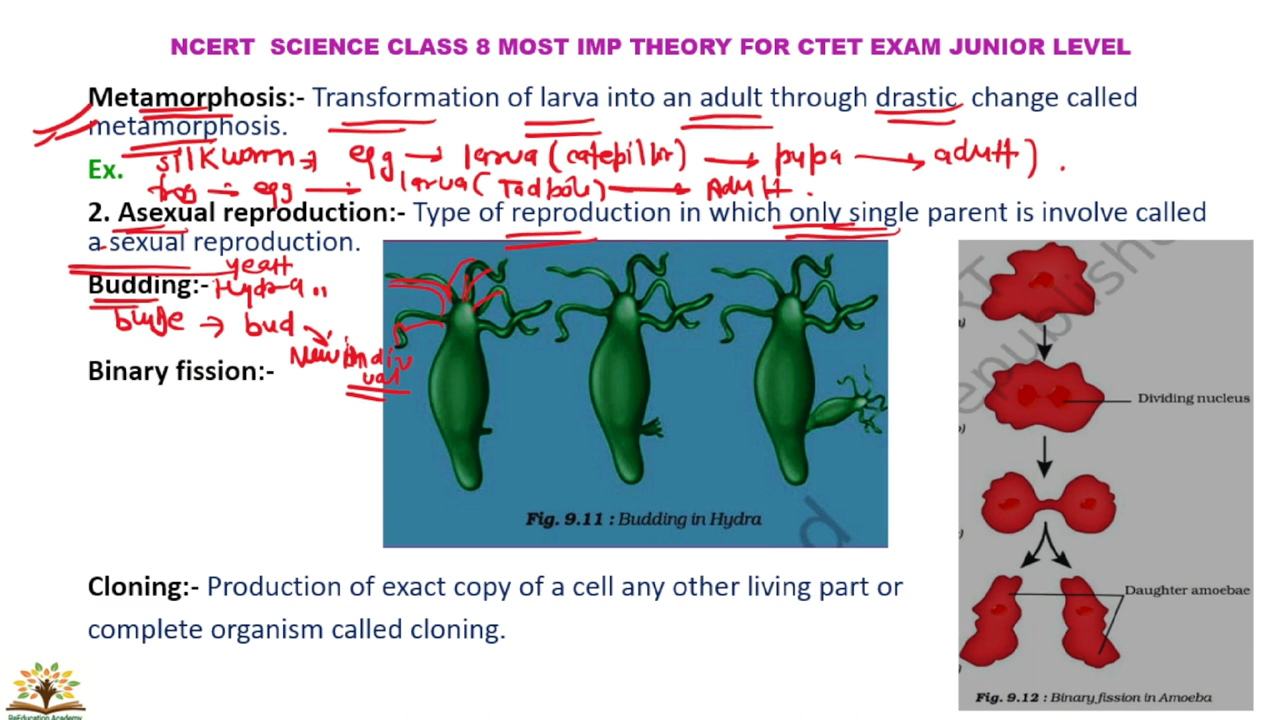 NCERT SCIENCE CLASS 8 MOST IMP THEORY FOR CTET EXAM JUNIOR LEVEL
Metamorphosis:- Transformation of larva into an adult through drastic change called
metamorphosis.
Ex. silkworm → egg → larva (catepillar) → pupa → adult) .
frog - egg — larva ( Tadpole) → Adult .
2. Asexual reproduction:- Type of reproduction in which only single parent is involve called
a sexual reproduction.
yeast
Budding:- Hydra ,,
bulge → bud → New individual
Binary fission:-
Fig. 9.11 : Budding in Hydra
Dividing nucleus
Daughter amoebae
Fig. 9.12 : Binary fission in Amoeba
Cloning:- Production of exact copy of a cell any other living part or
complete organism called cloning.